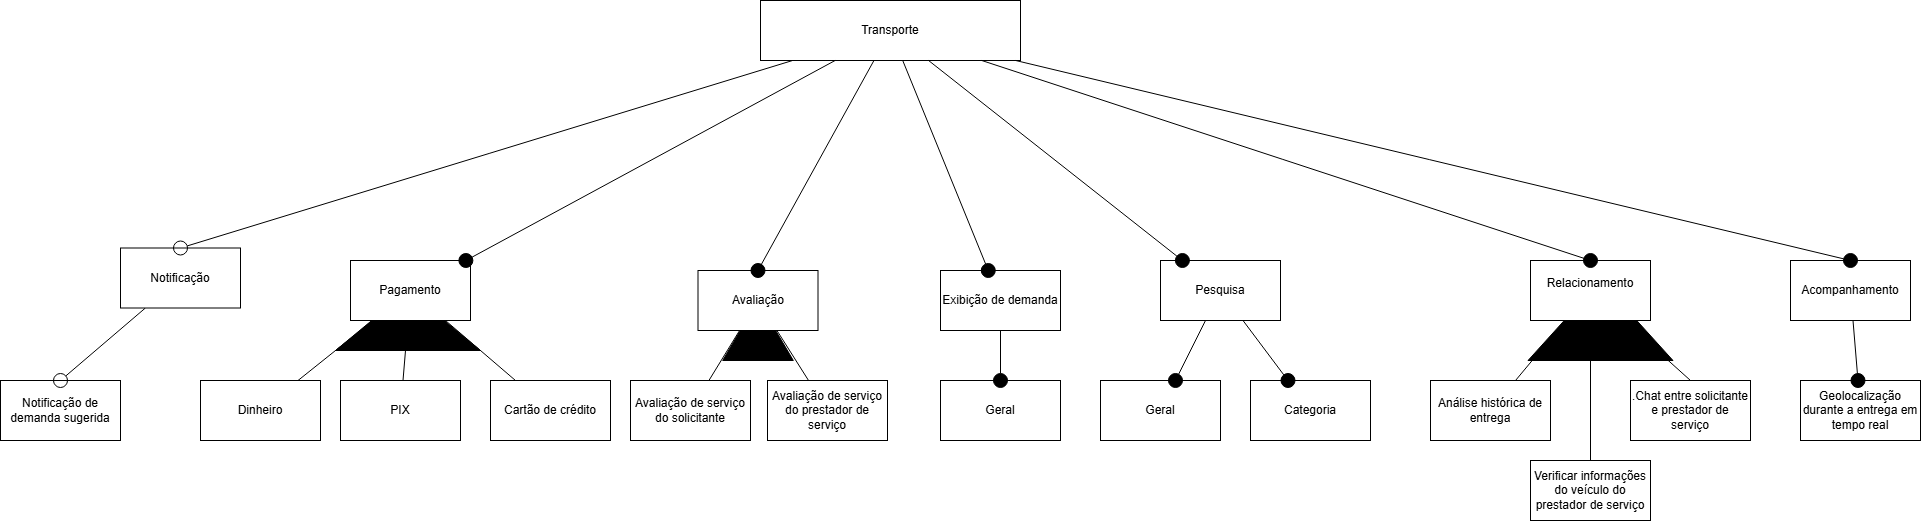 Transporte
Notificação
Pagamento
Avaliação
Exibição de demanda
Pesquisa
Relacionamento
Acompanhamento
Notificação de
demanda sugerida
Dinheiro
PIX
Cartão de crédito
Avaliação de serviço
do solicitante
Avaliação de serviço
do prestador de
serviço
Geral
Geral
Categoria
Análise histórica de
entrega
.Chat entre solicitante
e prestador de
serviço
Geolocalização
durante a entrega em
tempo real
Verificar informações
do veículo do
prestador de serviço